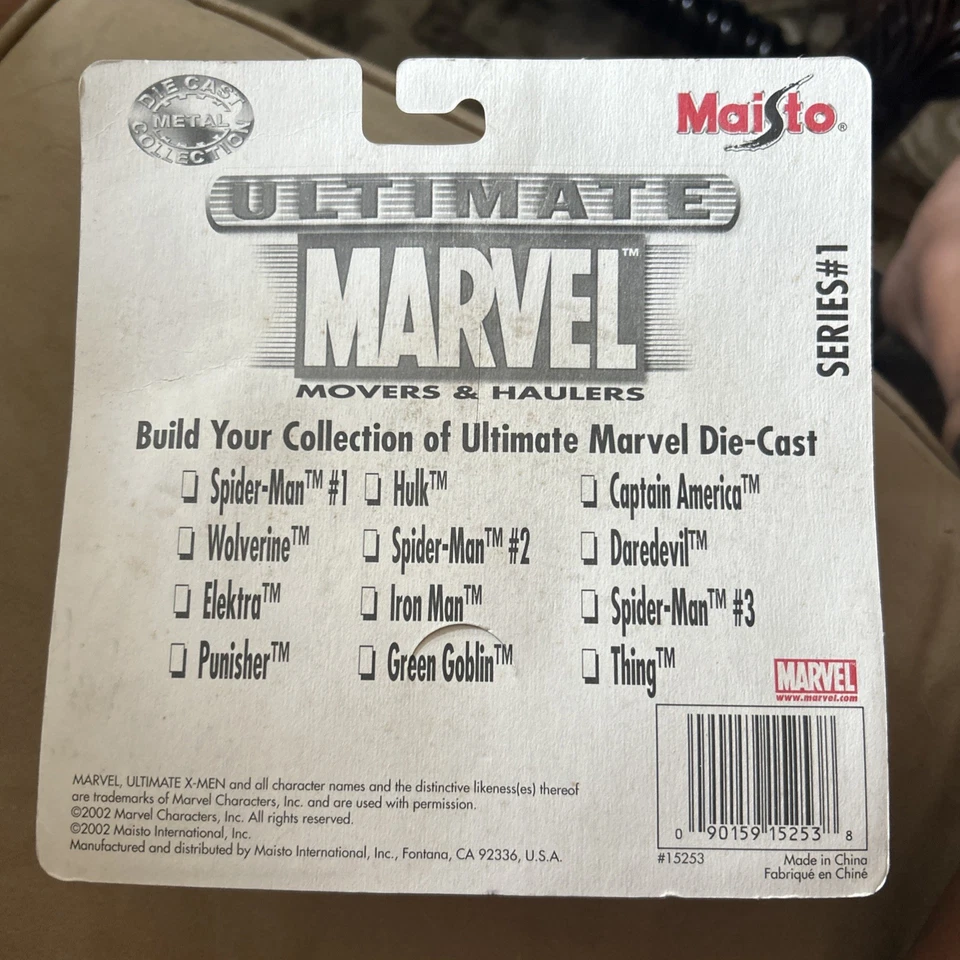 DIE CAST
METAL
COLLECTION
Maisto®
ULTIMATE
MARVEL™
MOVERS & HAULERS
SERIES#1
Build Your Collection of Ultimate Marvel Die-Cast
Spider-Man™ #1 Hulk™ Captain America™
Wolverine™ Spider-Man™ #2 Daredevil™
Elektra™ Iron Man™ Spider-Man™ #3
Punisher™ Green Goblin™ Thing™
MARVEL
www.marvel.com
MARVEL, ULTIMATE X-MEN and all character names and the distinctive likeness(es) thereof
are trademarks of Marvel Characters, Inc. and are used with permission.
©2002 Marvel Characters, Inc. All rights reserved.
©2002 Maisto International, Inc.
Manufactured and distributed by Maisto International, Inc., Fontana, CA 92336, U.S.A.
0 90159 15253 8
#15253 Made in China
Fabriqué en Chiné